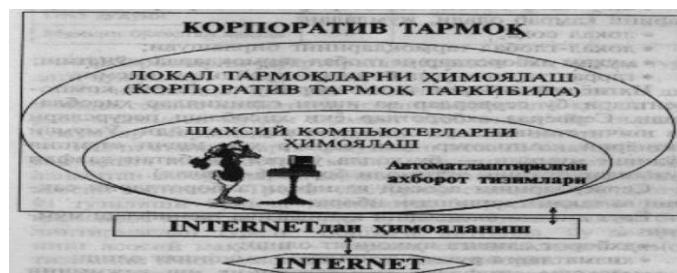 КОРПОРАТИВ ТАРМОҚ
ЛОКАЛ ТАРМОҚЛАРНИ ҲИМОЯЛАШ
(КОРПОРАТИВ ТАРМОҚ ТАРКИБИДА)
ШАХСИЙ КОМПЬЮТЕРЛАРНИ
ҲИМОЯЛАШ
Автоматлаштирилган
ахборот тизимлари
INTERNETдан ҳимояланиш
INTERNET